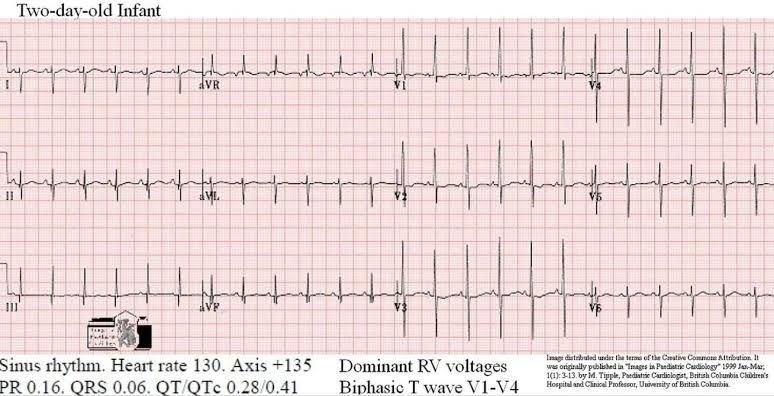 Two-day-old Infant
I
aVR
V1
V4
II
aVL
V2
V5
III
aVF
V3
V6
Sinus rhythm. Heart rate 130. Axis +135
PR 0.16. QRS 0.06. QT/QTc 0.28/0.41
Dominant RV voltages
Biphasic T wave V1-V4
Image distributed under the terms of the Creative Commons Attribution. It
was originally published in "Images in Paediatric Cardiology" 1999 Jan-Mar;
1(1): 3-13. by M. Tipple, Paediatric Cardiologist, British Columbia Children's
Hospital and Clinical Professor, University of British Columbia.